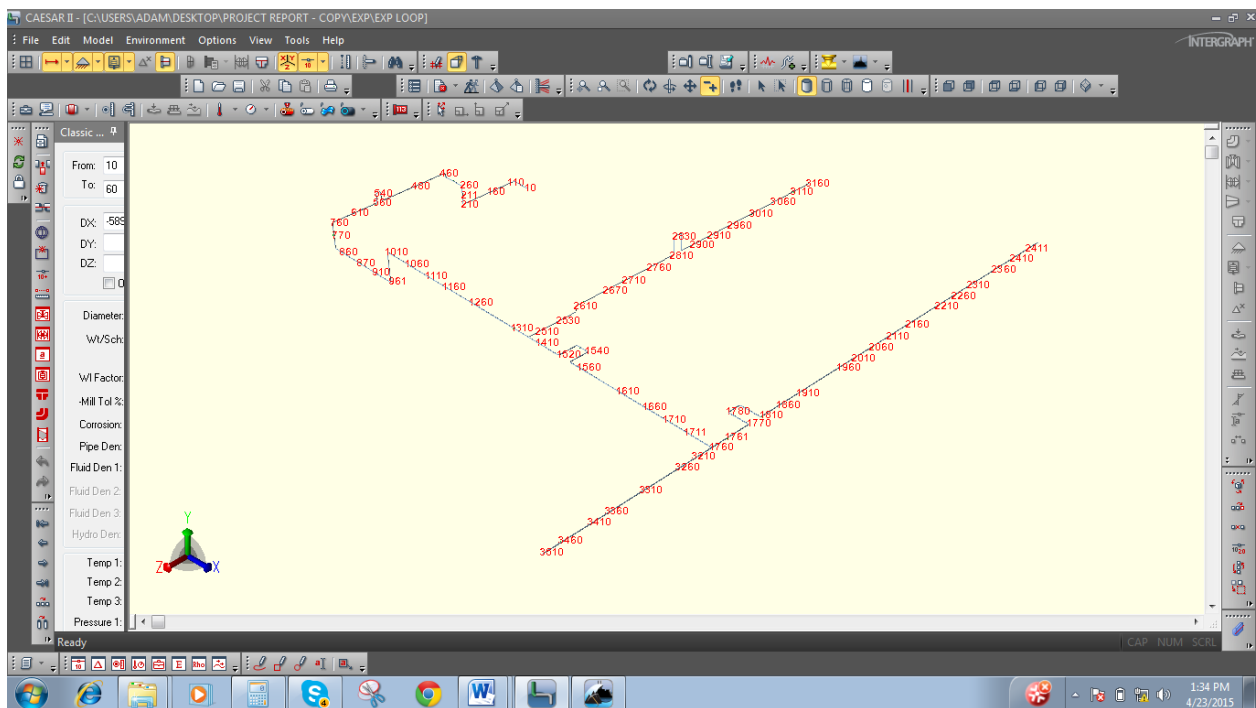 CAESAR II - [C:\USERS\ADAM\DESKTOP\PROJECT REPORT - COPY\EXP\EXP LOOP]
File Edit Model Environment Options View Tools Help
INTERGRAPH
Classic ...
From: 10
To: 60
DX: -589
DY:
DZ:
Diameter:
Wt/Sch:
Wl Factor:
-Mill Tol %:
Corrosion:
Pipe Den:
Fluid Den 1:
Fluid Den 2:
Fluid Den 3:
Hydro Den:
Temp 1:
Temp 2:
Temp 3:
Pressure 1:
460
480
260
211
210
160
110
10
540
560
610
760
770
860
870
910
961
1010
1060
1110
1160
1260
1310
1410
2510
2530
2610
2670
2710
2760
2810
2830
2900
2910
2960
3010
3060
3110
3160
1520
1540
1560
1610
1660
1710
1711
1760
1761
1770
1780
1810
1860
1910
1960
2010
2060
2110
2160
2210
2260
2310
2360
2410
2411
3210
3260
3310
3360
3410
3460
3510
Y
Z
X
Ready
CAP NUM SCRL
1:34 PM
4/23/2015